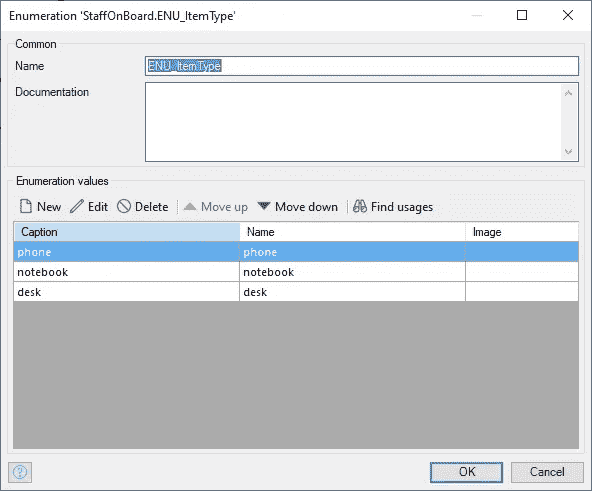 Enumeration 'StaffOnBoard.ENU_ItemType'
Common
Name ENU_ItemType
Documentation
Enumeration values
New Edit Delete Move up Move down Find usages
Caption Name Image
phone phone
notebook notebook
desk desk
? OK Cancel